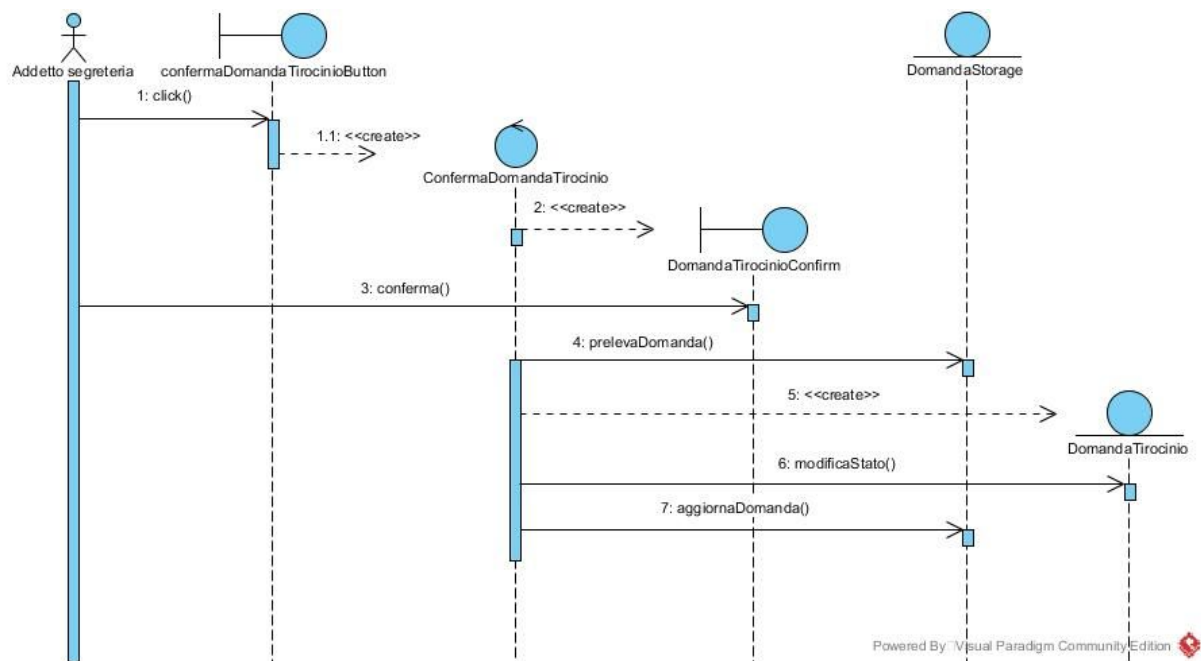 Addetto segreteria
confermaDomandaTirocinioButton
DomandaStorage
1: click()
1.1: <<create>>
ConfermaDomandaTirocinio
2: <<create>>
DomandaTirocinioConfirm
3: conferma()
4: prelevaDomanda()
5: <<create>>
DomandaTirocinio
6: modificaStato()
7: aggiornaDomanda()
Powered By Visual Paradigm Community Edition